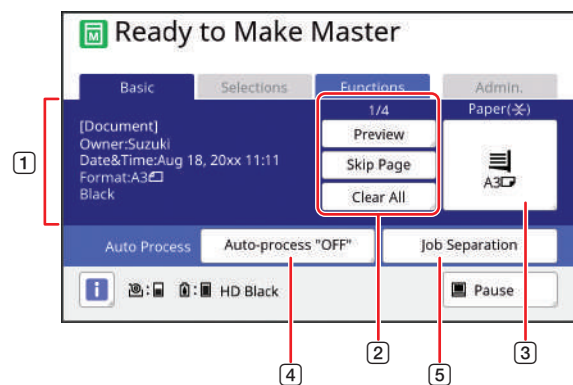 M Ready to Make Master
Basic Selections Functions Admin.
1/4 Paper(⚹)
[Document]
Owner:Suzuki
Date&Time:Aug 18, 20xx 11:11
Format:A3
Black
Preview
Skip Page
Clear All
A3
Auto Process Auto-process "OFF" Job Separation
i : : HD Black Pause
1
2
3
4
5